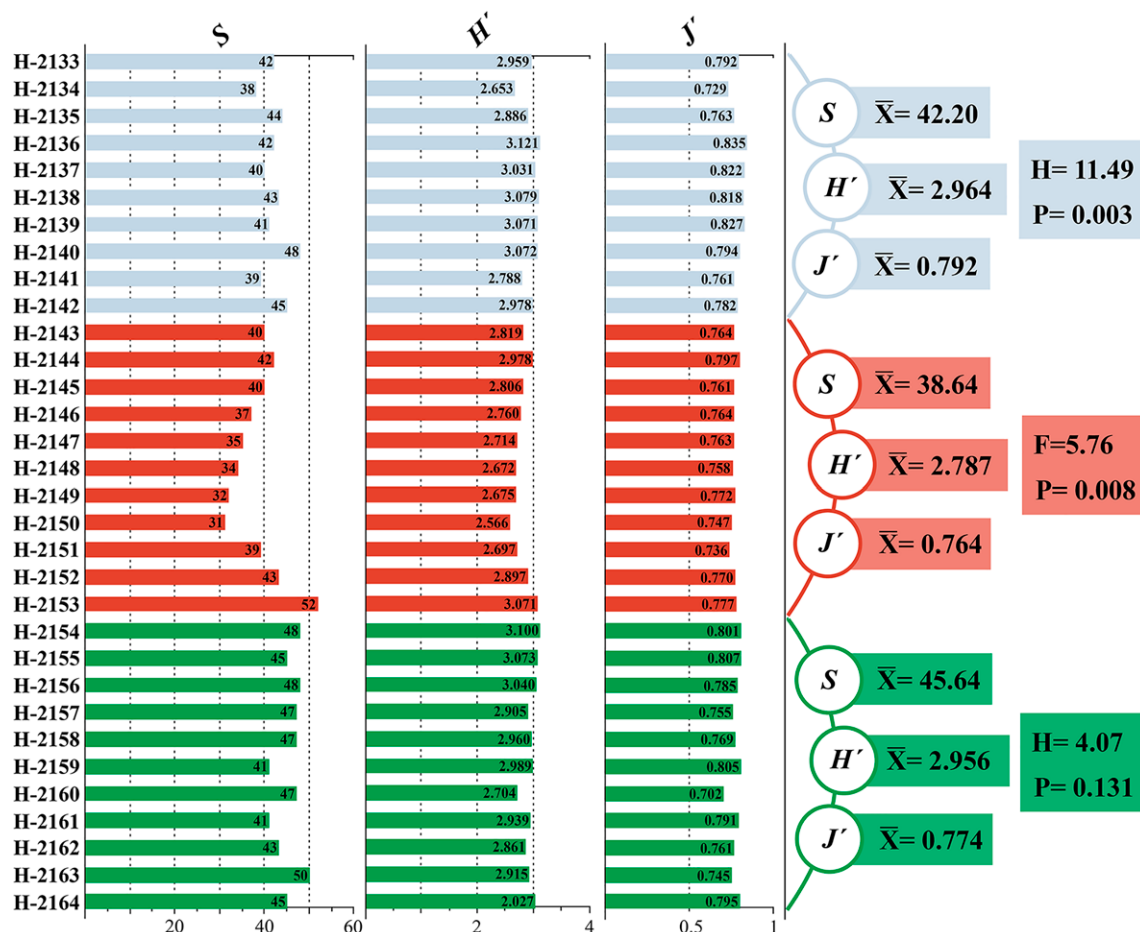 S H′ J′
H-2133 42 2.959 0.792
H-2134 38 2.653 0.729
H-2135 44 2.886 0.763
H-2136 42 3.121 0.835
H-2137 40 3.031 0.822
H-2138 43 3.079 0.818
H-2139 41 3.071 0.827
H-2140 48 3.072 0.794
H-2141 39 2.788 0.761
H-2142 45 2.978 0.782
H-2143 40 2.819 0.764
H-2144 42 2.978 0.797
H-2145 40 2.806 0.761
H-2146 37 2.760 0.764
H-2147 35 2.714 0.763
H-2148 34 2.672 0.758
H-2149 32 2.675 0.772
H-2150 31 2.566 0.747
H-2151 39 2.697 0.736
H-2152 43 2.897 0.770
H-2153 52 3.071 0.777
H-2154 48 3.100 0.801
H-2155 45 3.073 0.807
H-2156 48 3.040 0.785
H-2157 47 2.905 0.755
H-2158 47 2.960 0.769
H-2159 41 2.989 0.805
H-2160 47 2.704 0.702
H-2161 41 2.939 0.791
H-2162 43 2.861 0.761
H-2163 50 2.915 0.745
H-2164 45 2.027 0.795
20 40 60 0 2 4 0.5 1
S X̅= 42.20
H′ X̅= 2.964
J′ X̅= 0.792
H= 11.49
P= 0.003
S X̅= 38.64
H′ X̅= 2.787
J′ X̅= 0.764
F=5.76
P= 0.008
S X̅= 45.64
H′ X̅= 2.956
J′ X̅= 0.774
H= 4.07
P= 0.131